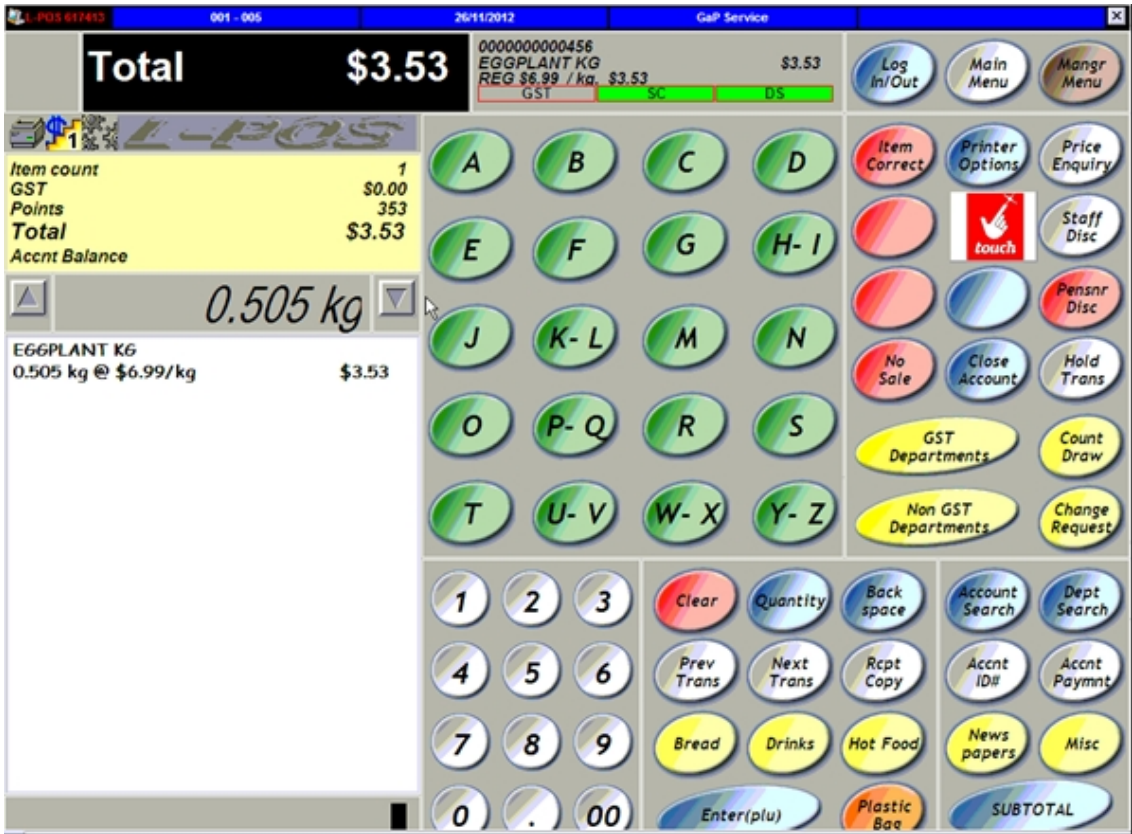 L-POS 617413 001 - 005 26/11/2012 GaP Service
Total $3.53
0000000000456
EGGPLANT KG $3.53
REG $6.99 / kg. $3.53
GST SC DS
Log In/Out
Main Menu
Mangr Menu
1 L-POS
Item count 1
GST $0.00
Points 353
Total $3.53
Accnt Balance
0.505 kg
EGGPLANT KG
0.505 kg @ $6.99/kg $3.53
A B C D
E F G H- I
J K- L M N
O P- Q R S
T U- V W- X Y- Z
Item Correct
Printer Options
Price Enquiry
touch
Staff Disc
Pensnr Disc
No Sale
Close Account
Hold Trans
GST Departments
Count Draw
Non GST Departments
Change Request
1 2 3
4 5 6
7 8 9
0 . 00
Clear
Quantity
Back space
Prev Trans
Next Trans
Rcpt Copy
Bread
Drinks
Hot Food
Enter(plu)
Plastic Bag
Account Search
Dept Search
Accnt ID#
Accnt Paymnt
News papers
Misc
SUBTOTAL